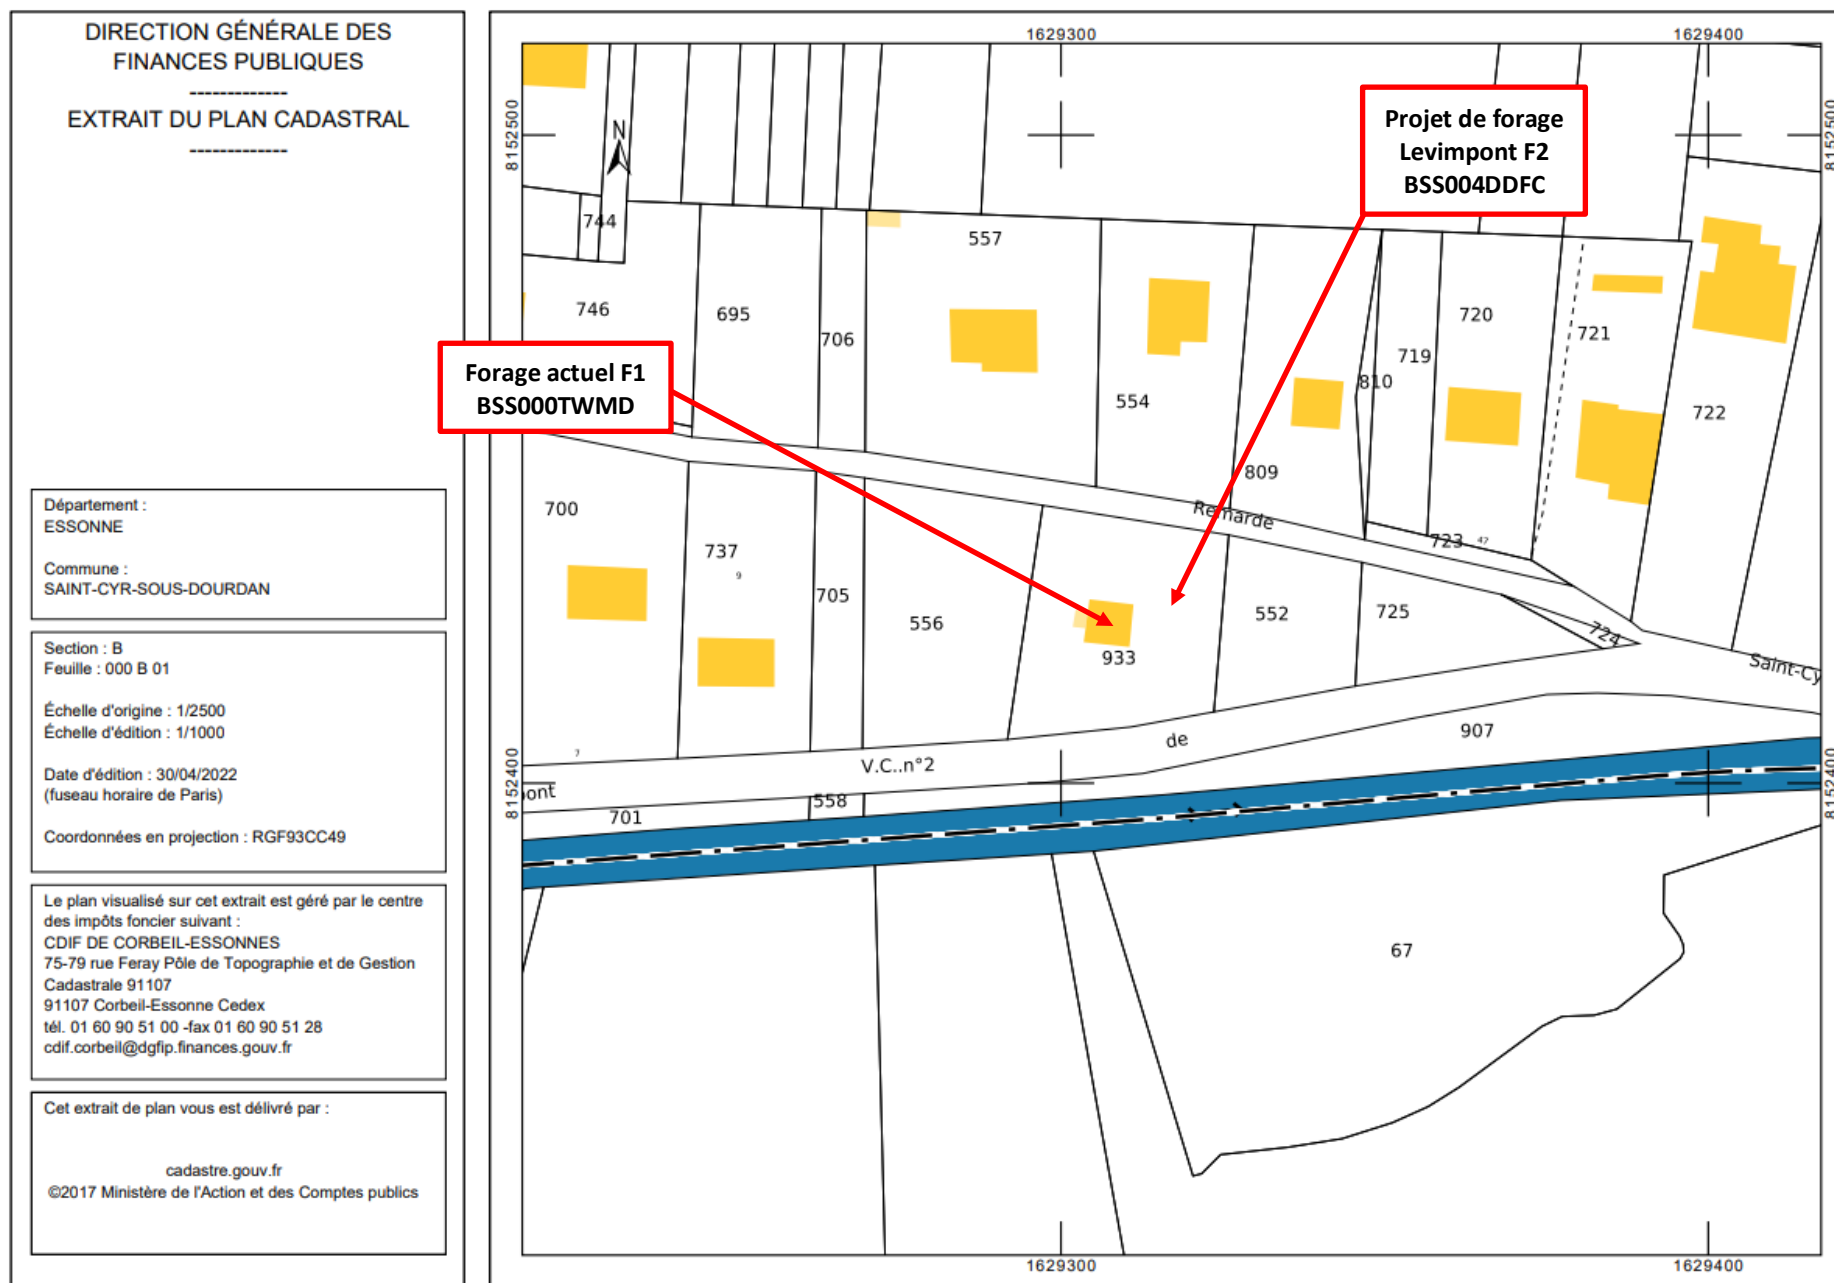 DIRECTION GÉNÉRALE DES
FINANCES PUBLIQUES
-------------
EXTRAIT DU PLAN CADASTRAL
-------------
Département :
ESSONNE
Commune :
SAINT-CYR-SOUS-DOURDAN
Section : B
Feuille : 000 B 01
Échelle d'origine : 1/2500
Échelle d'édition : 1/1000
Date d'édition : 30/04/2022
(fuseau horaire de Paris)
Coordonnées en projection : RGF93CC49
Le plan visualisé sur cet extrait est géré par le centre
des impôts foncier suivant :
CDIF DE CORBEIL-ESSONNES
75-79 rue Feray Pôle de Topographie et de Gestion
Cadastrale 91107
91107 Corbeil-Essonne Cedex
tél. 01 60 90 51 00 -fax 01 60 90 51 28
cdif.corbeil@dgfip.finances.gouv.fr
Cet extrait de plan vous est délivré par :
cadastre.gouv.fr
©2017 Ministère de l'Action et des Comptes publics
1629300
1629400
8152500
8152500
N
Projet de forage
Levimpont F2
BSS004DDFC
744
557
746
695
706
720
721
719
810
554
722
Forage actuel F1
BSS000TWMD
809
700
Remarde
723
47
737
9
705
556
552
725
724
933
Saint-Cy
907
de
7
V.C..n°2
8152400
8152400
ont
558
701
67
1629300
1629400